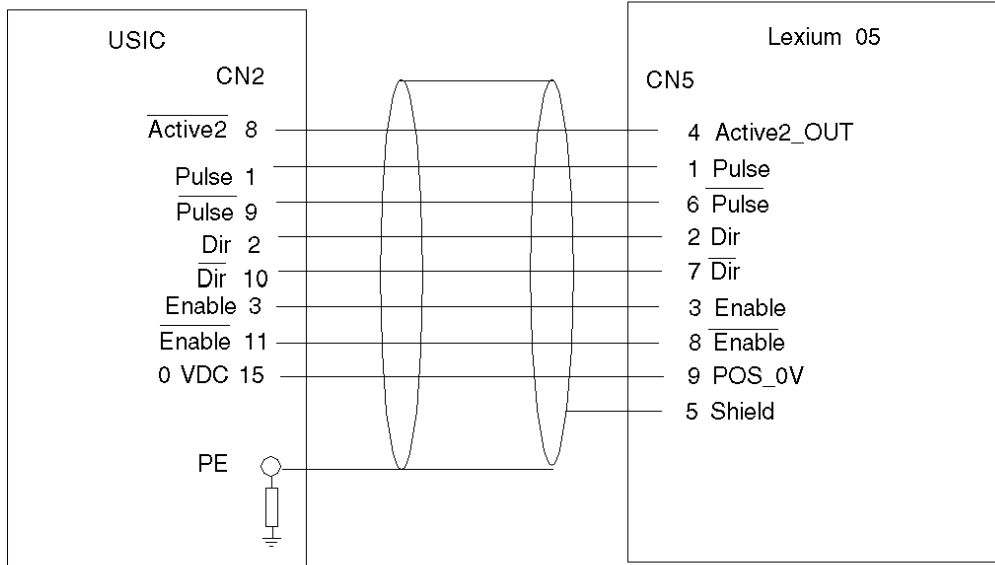 USIC
CN2
Active2 8
Pulse 1
Pulse 9
Dir 2
Dir 10
Enable 3
Enable 11
0 VDC 15
PE
Lexium 05
CN5
4 Active2_OUT
1 Pulse
6 Pulse
2 Dir
7 Dir
3 Enable
8 Enable
9 POS_0V
5 Shield